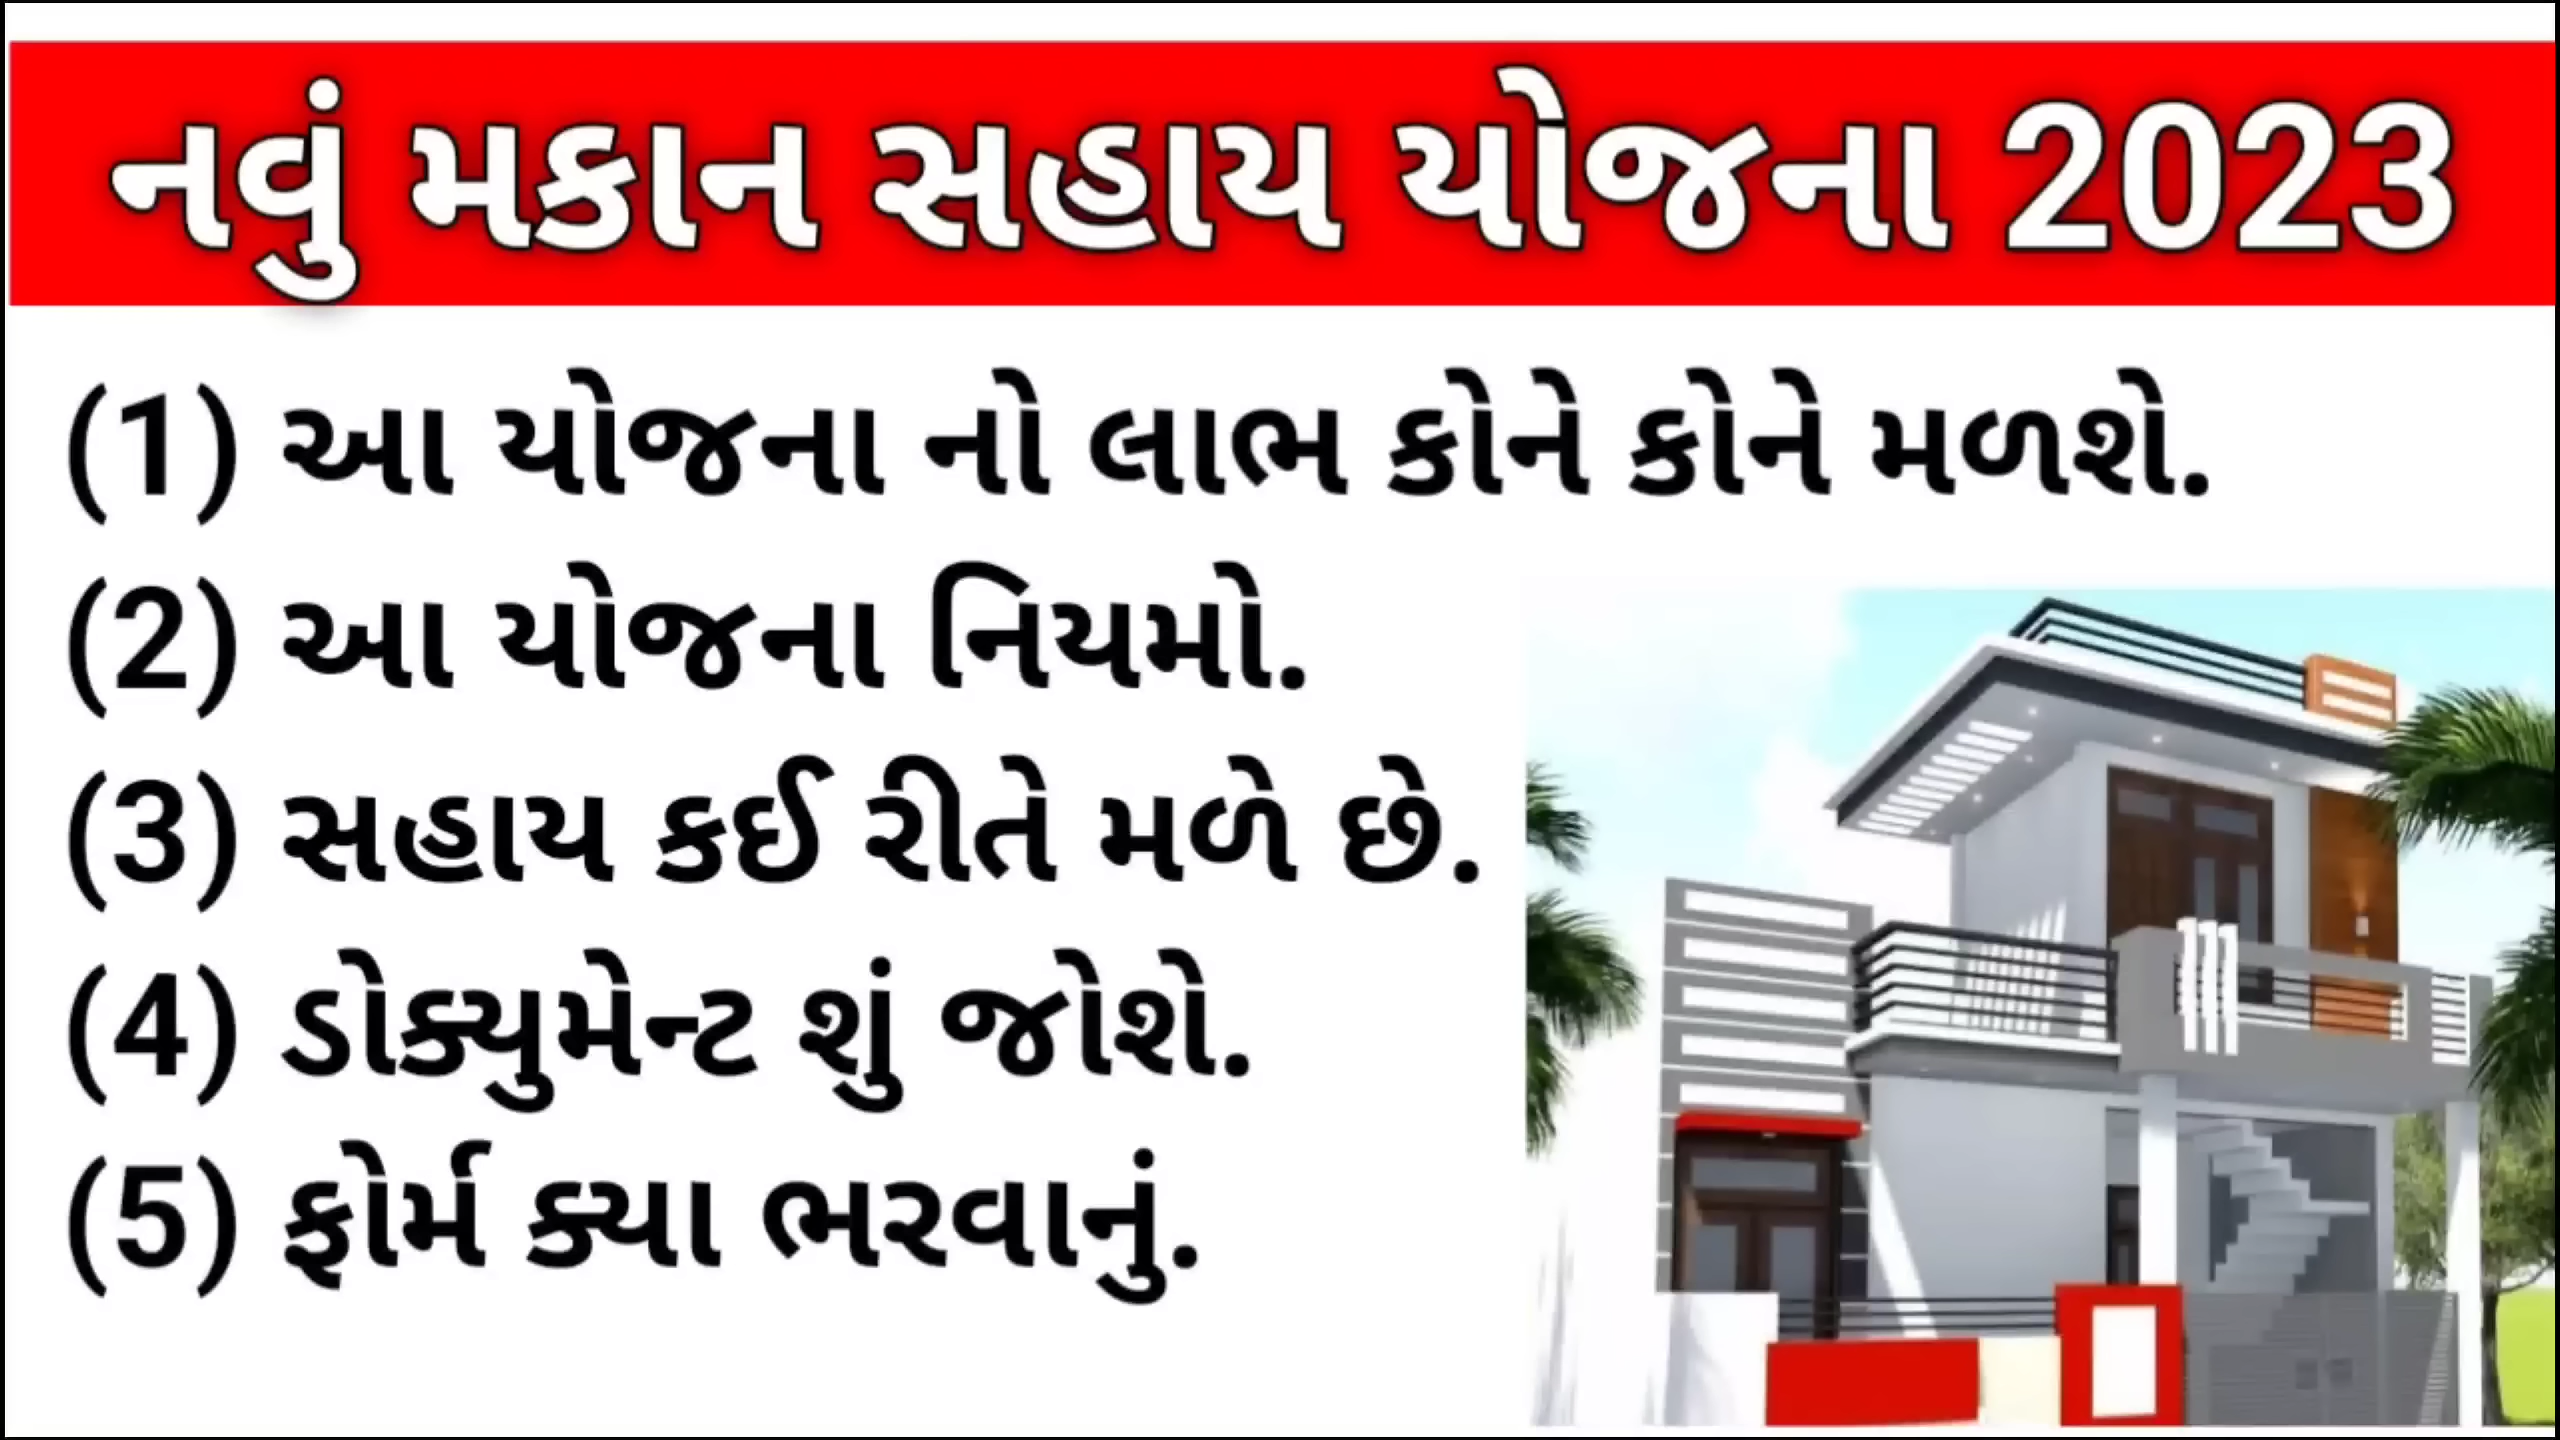 નવું મકાન સહાય યોજના 2023
(1) આ યોજના નો લાભ કોને કોને મળશે.
(2) આ યોજના નિયમો.
(3) સહાય કઈ રીતે મળે છે.
(4) ડોક્યુમેન્ટ શું જોશે.
(5) ફોર્મ ક્યા ભરવાનું.